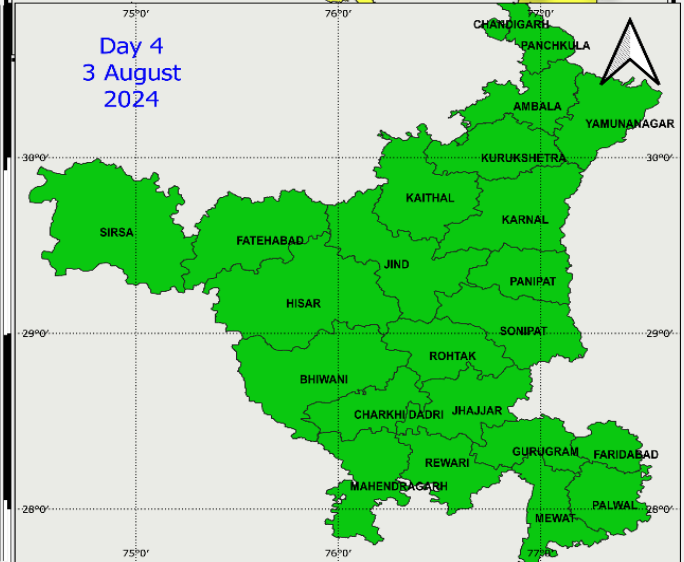 75°0'
76°0'
77°0'
CHANDIGARH
PANCHKULA
Day 4
3 August
2024
AMBALA
YAMUNANAGAR
30°0'
KURUKSHETRA
30°0'
KAITHAL
KARNAL
SIRSA
FATEHABAD
JIND
PANIPAT
HISAR
29°0'
SONIPAT
29°0'
ROHTAK
BHIWANI
CHARKHI DADRI
JHAJJAR
GURUGRAM
FARIDABAD
REWARI
MAHENDRAGARH
PALWAL
28°0'
MEWAT
28°0'
75°0'
76°0'
77°0'